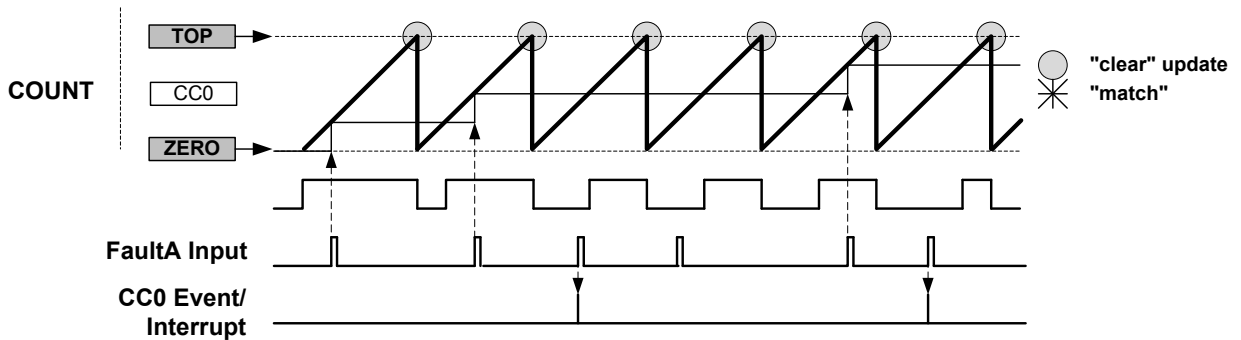 TOP
"clear" update
COUNT
CC0
"match"
ZERO
FaultA Input
CC0 Event/
Interrupt